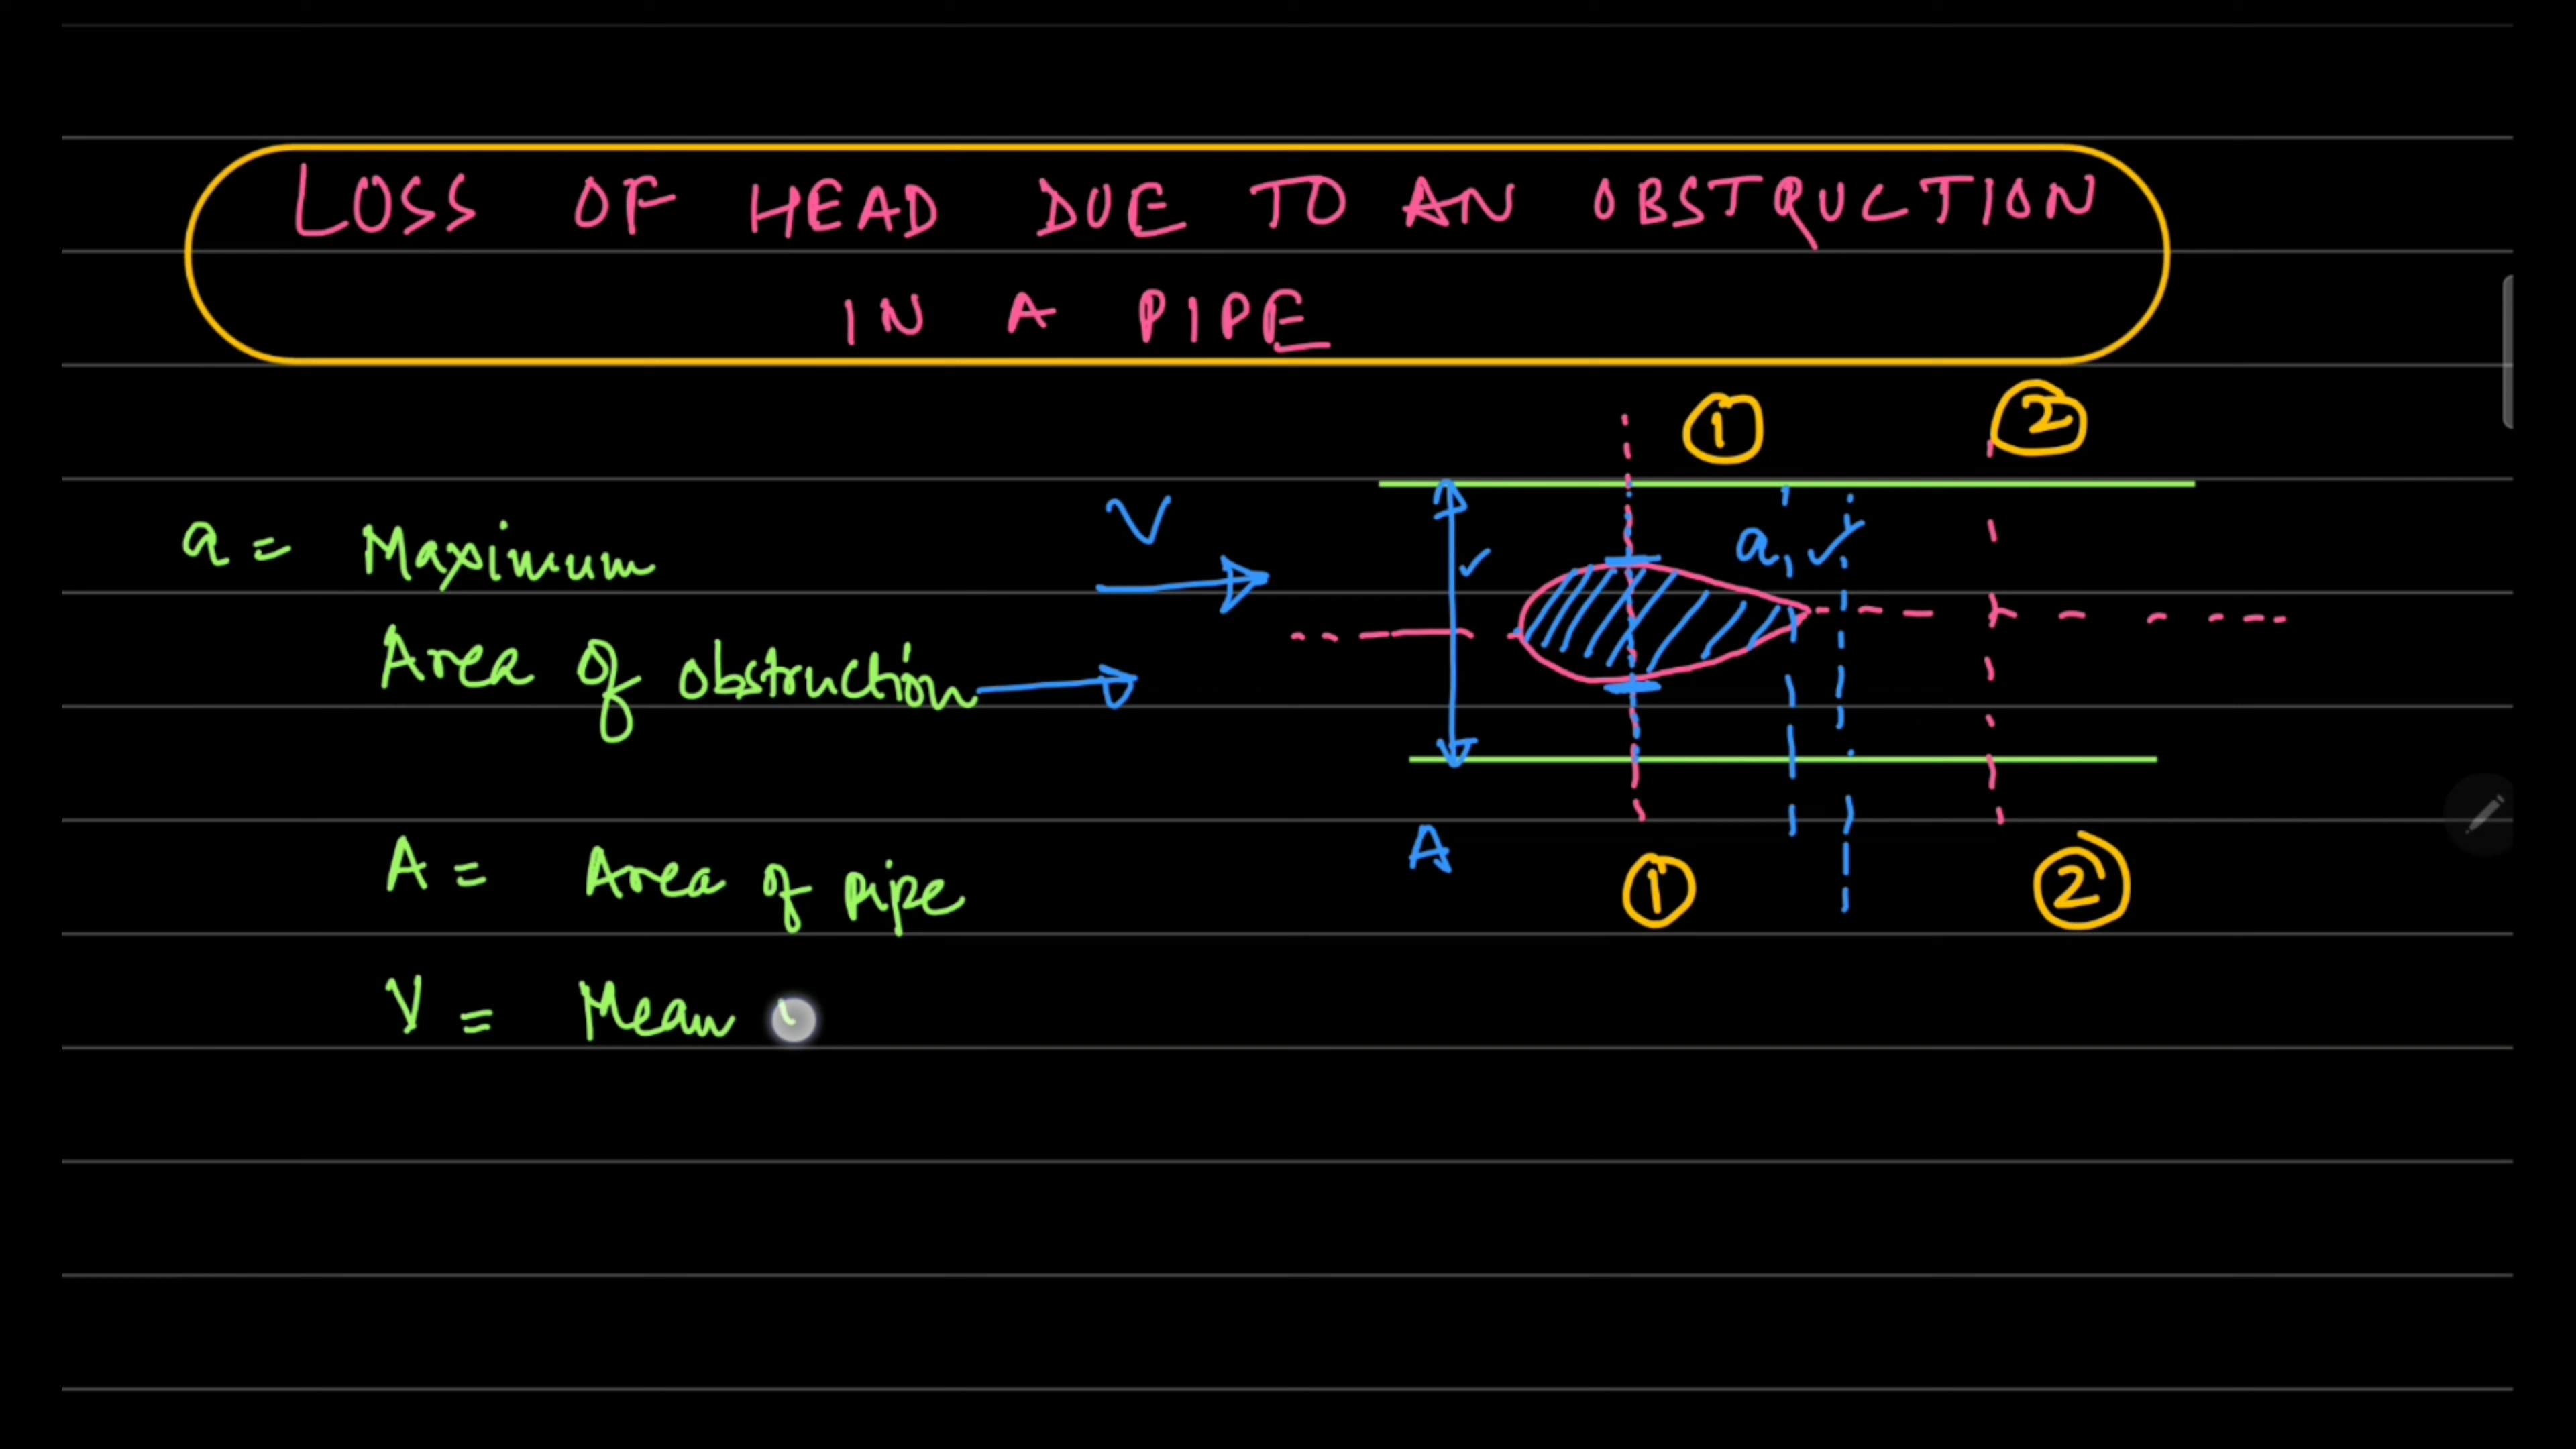 LOSS OF HEAD DUE TO AN OBSTRUCTION
IN A PIPE
1 2
a = Maximum
V
a, ✓
✓
Area of obstruction
A = Area of pipe
A
1 2
V = Mean